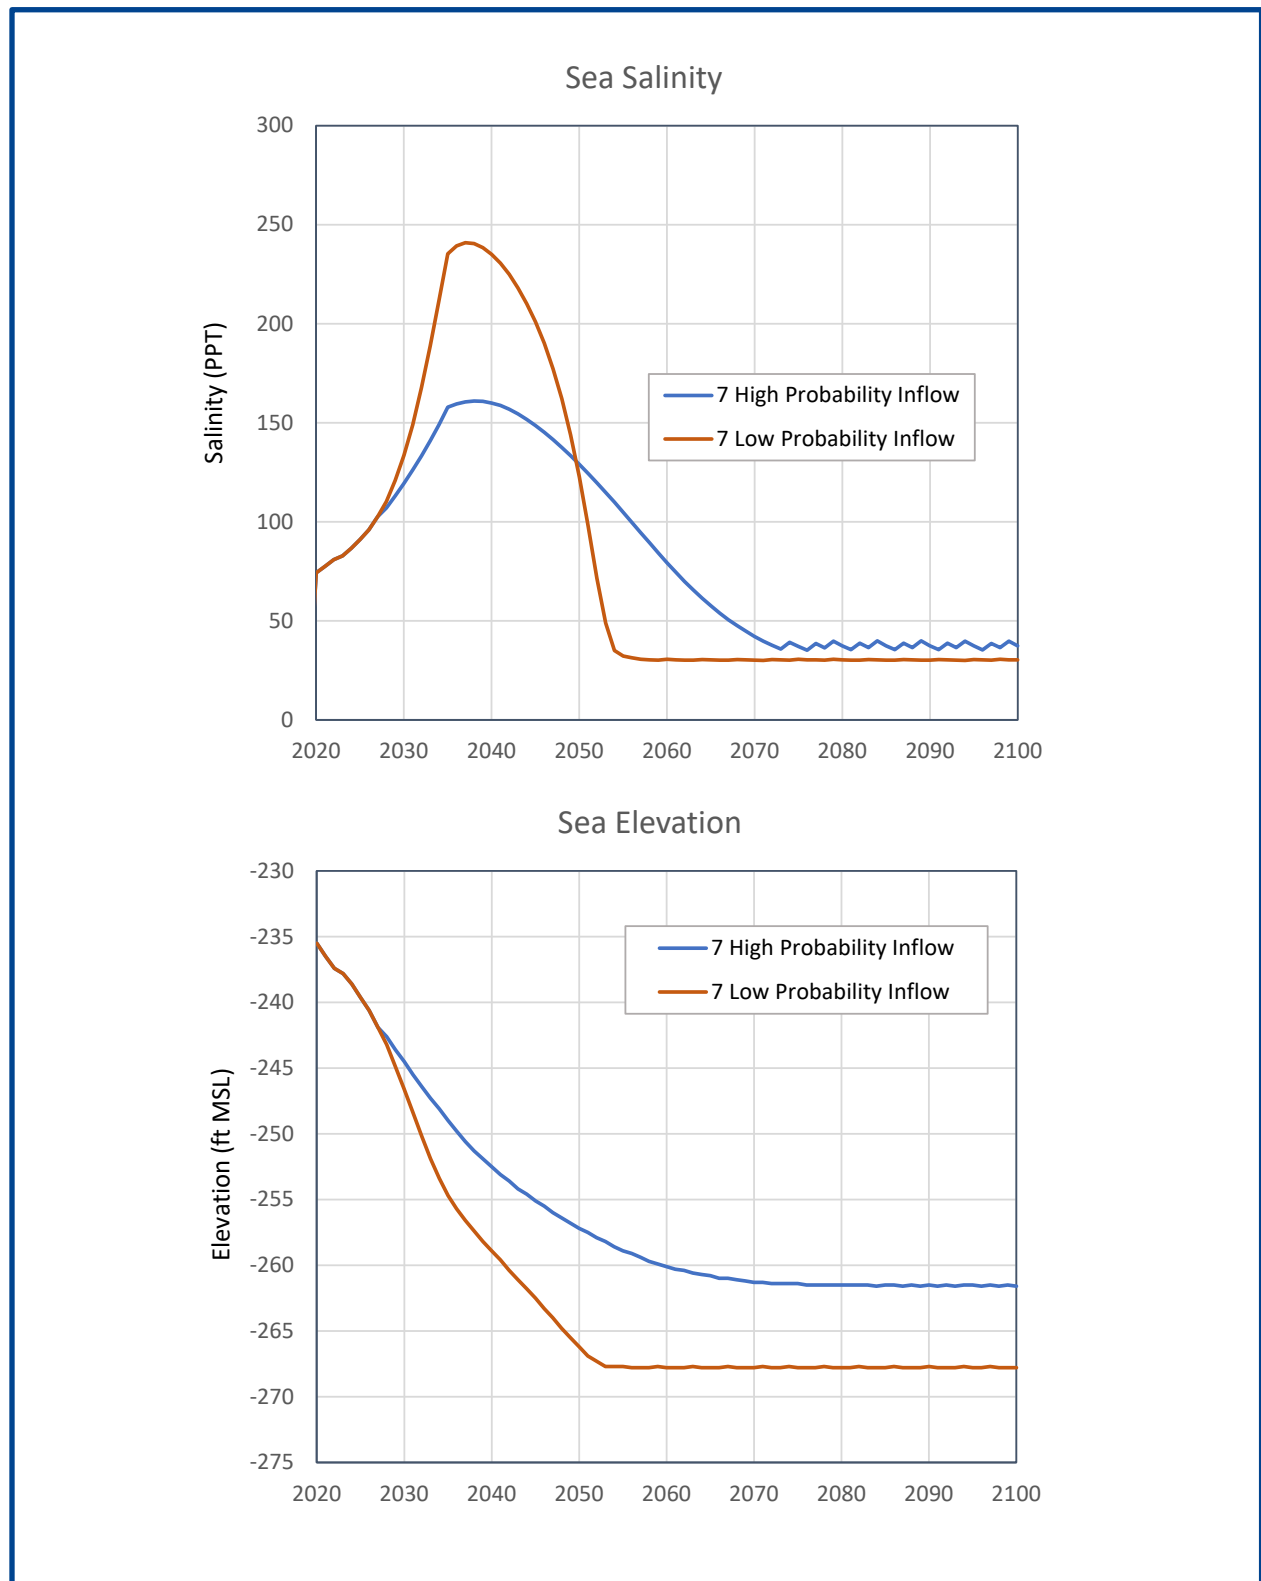 Sea Salinity
300
250
200
150
100
50
0
Salinity (PPT)
7 High Probability Inflow
7 Low Probability Inflow
2020 2030 2040 2050 2060 2070 2080 2090 2100
Sea Elevation
-230
-235
-240
-245
-250
-255
-260
-265
-270
-275
Elevation (ft MSL)
7 High Probability Inflow
7 Low Probability Inflow
2020 2030 2040 2050 2060 2070 2080 2090 2100